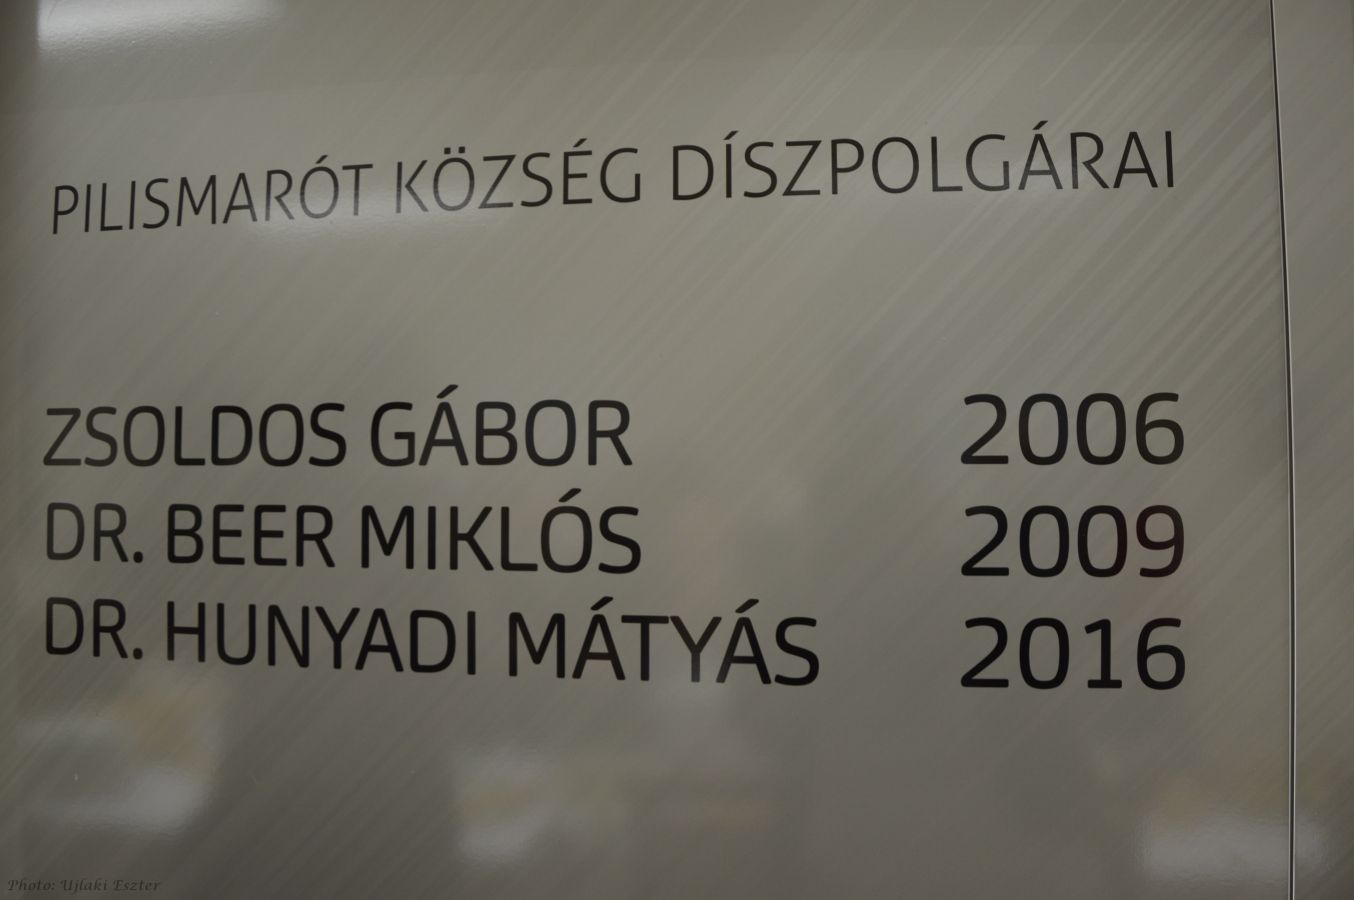 PILISMARÓT KÖZSÉG DÍSZPOLGÁRAI
ZSOLDOS GÁBOR 2006
DR. BEER MIKLÓS 2009
DR. HUNYADI MÁTYÁS 2016
Photo: Ujlaki Eszter